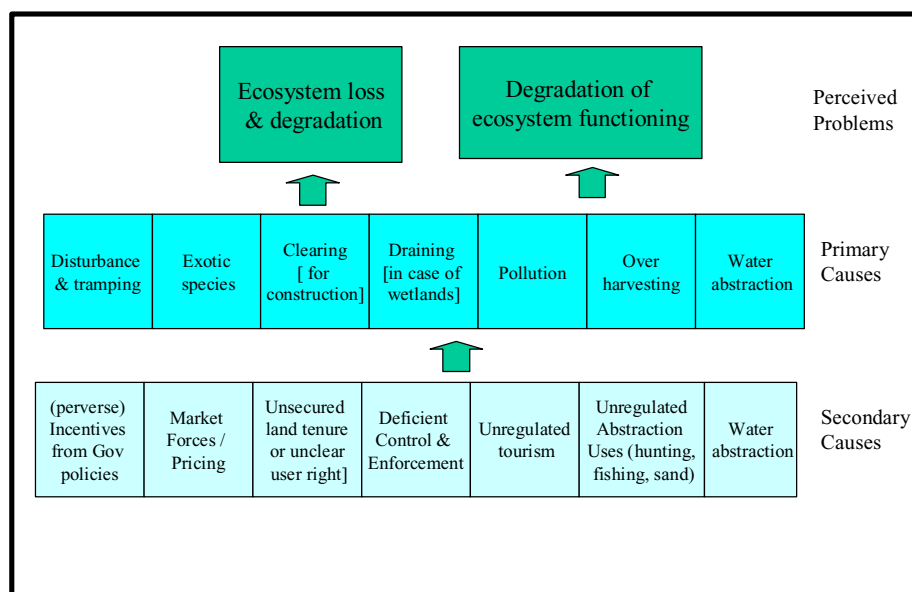 Ecosystem loss
& degradation
Degradation of
ecosystem functioning
Perceived
Problems
Disturbance
& tramping
Exotic
species
Clearing
[ for
construction]
Draining
[in case of
wetlands]
Pollution
Over
harvesting
Water
abstraction
Primary
Causes
(perverse)
Incentives
from Gov
policies
Market
Forces /
Pricing
Unsecured
land tenure
or unclear
user right]
Deficient
Control &
Enforcement
Unregulated
tourism
Unregulated
Abstraction
Uses (hunting,
fishing, sand)
Water
abstraction
Secondary
Causes